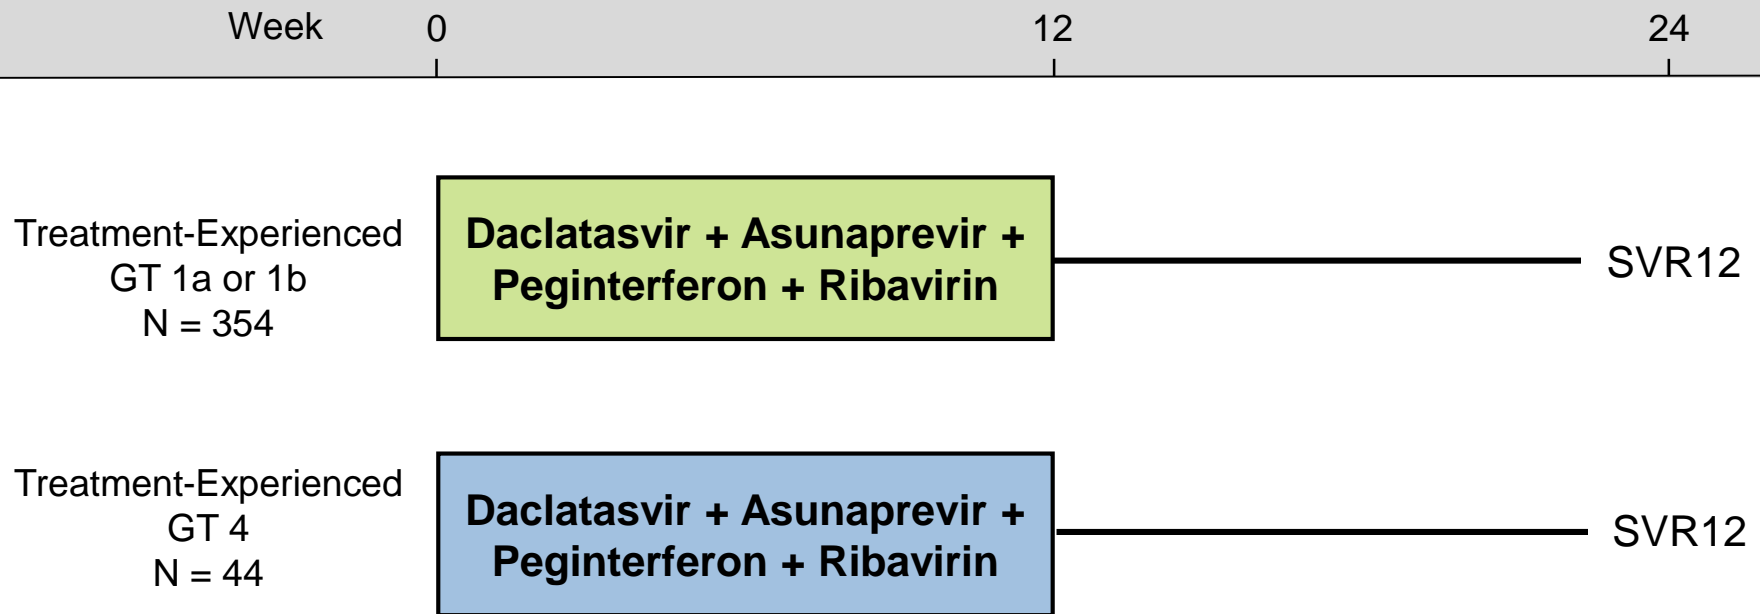 Week 0 12 24
Treatment-Experienced
GT 1a or 1b
N = 354
Daclatasvir + Asunaprevir +
Peginterferon + Ribavirin
SVR12
Treatment-Experienced
GT 4
N = 44
Daclatasvir + Asunaprevir +
Peginterferon + Ribavirin
SVR12